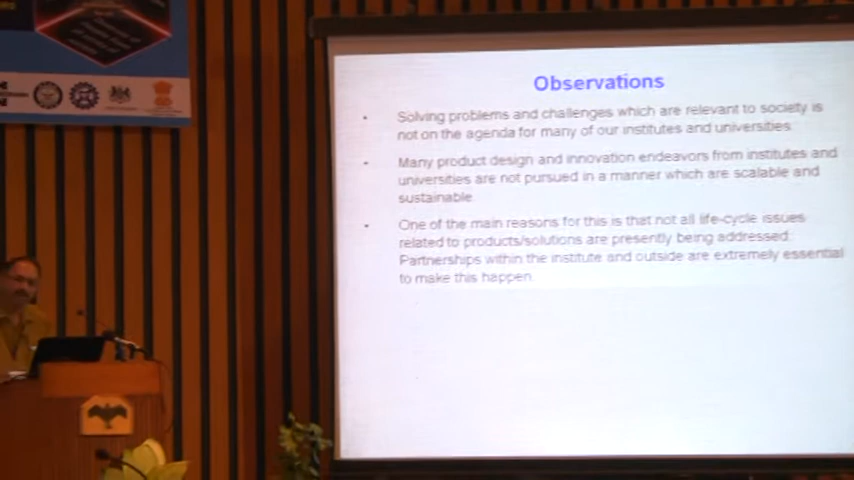 Observations
• Solving problems and challenges which are relevant to society is
not on the agenda for many of our institutes and universities.
• Many product design and innovation endeavors from institutes and
universities are not pursued in a manner which are scalable and
sustainable.
• One of the main reasons for this is that not all life-cycle issues
related to products/solutions are presently being addressed.
Partnerships within the institute and outside are extremely essential
to make this happen.